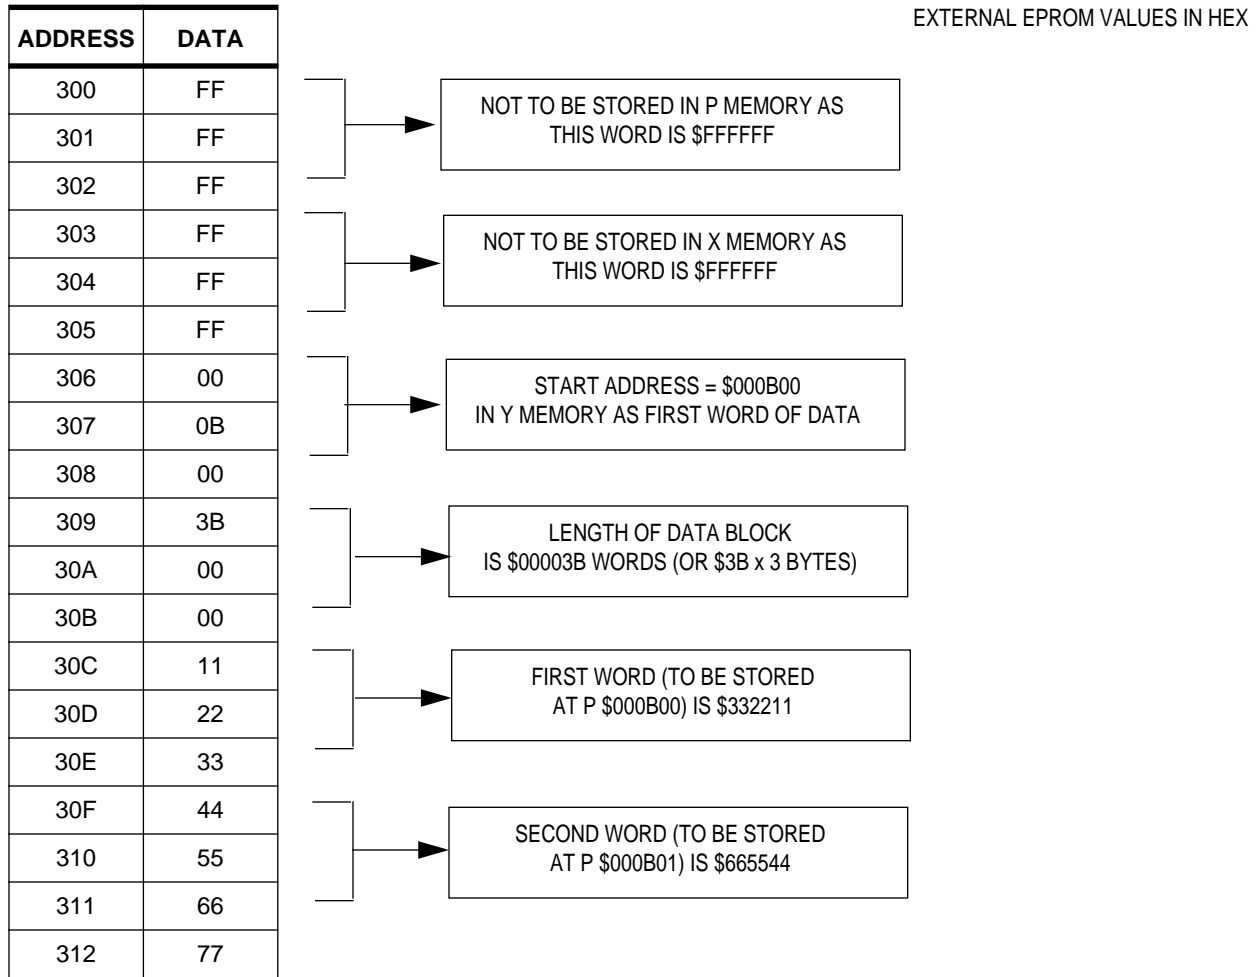 EXTERNAL EPROM VALUES IN HEX
ADDRESS DATA
300 FF
301 FF
302 FF
303 FF
304 FF
305 FF
306 00
307 0B
308 00
309 3B
30A 00
30B 00
30C 11
30D 22
30E 33
30F 44
310 55
311 66
312 77
NOT TO BE STORED IN P MEMORY AS
THIS WORD IS $FFFFFF
NOT TO BE STORED IN X MEMORY AS
THIS WORD IS $FFFFFF
START ADDRESS = $000B00
IN Y MEMORY AS FIRST WORD OF DATA
LENGTH OF DATA BLOCK
IS $00003B WORDS (OR $3B x 3 BYTES)
FIRST WORD (TO BE STORED
AT P $000B00) IS $332211
SECOND WORD (TO BE STORED
AT P $000B01) IS $665544